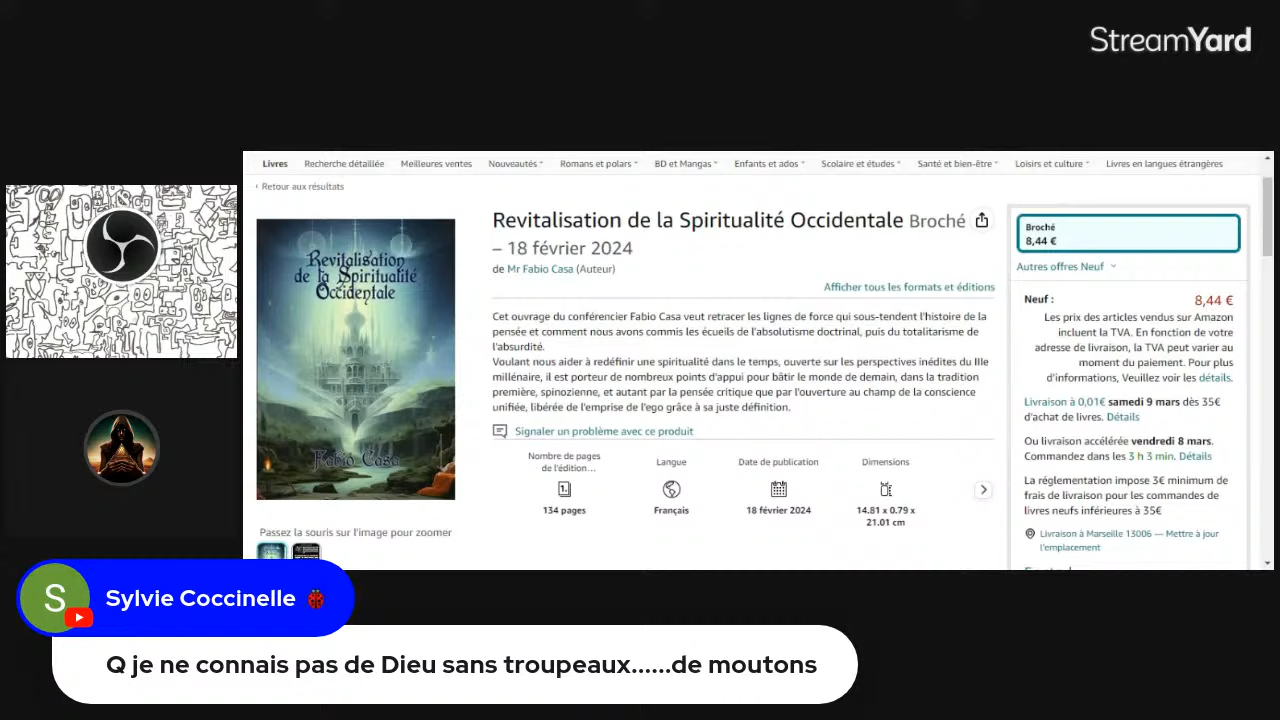 StreamYard
Livres Recherche détaillée Meilleures ventes Nouveautés Romans et polars BD et Mangas Enfants et ados Scolaire et études Santé et bien-être Loisirs et culture Livres en langues étrangères
‹ Retour aux résultats
Revitalisation
de la Spiritualité
Occidentale
Fabio Casa
Passez la souris sur l'image pour zoomer
Revitalisation de la Spiritualité Occidentale Broché
– 18 février 2024
de Mr Fabio Casa (Auteur)
Afficher tous les formats et éditions
Cet ouvrage du conférencier Fabio Casa veut retracer les lignes de force qui sous-tendent l'histoire de la
pensée et comment nous avons commis les écueils de l'absolutisme doctrinal, puis du totalitarisme de
l'absurdité.
Voulant nous aider à redéfinir une spiritualité dans le temps, ouverte sur les perspectives inédites du IIIe
millénaire, il est porteur de nombreux points d'appui pour bâtir le monde de demain, dans la tradition
première, spinozienne, et autant par la pensée critique que par l'ouverture au champ de la conscience
unifiée, libérée de l'emprise de l'ego grâce à sa juste définition.
Signaler un problème avec ce produit
Nombre de pages
de l'édition...
134 pages
Langue
Français
Date de publication
18 février 2024
Dimensions
14.81 x 0.79 x
21.01 cm
Broché
8,44 €
Autres offres Neuf
Neuf : 8,44 €
Les prix des articles vendus sur Amazon
incluent la TVA. En fonction de votre
adresse de livraison, la TVA peut varier au
moment du paiement. Pour plus
d'informations, Veuillez voir les détails.
Livraison à 0,01€ samedi 9 mars dès 35€
d'achat de livres. Détails
Ou livraison accélérée vendredi 8 mars.
Commandez dans les 3 h 3 min. Détails
La réglementation impose 3€ minimum de
frais de livraison pour les commandes de
livres neufs inférieures à 35€
Livraison à Marseille 13006 — Mettre à jour
l'emplacement
S
Sylvie Coccinelle 🐞
Q je ne connais pas de Dieu sans troupeaux......de moutons